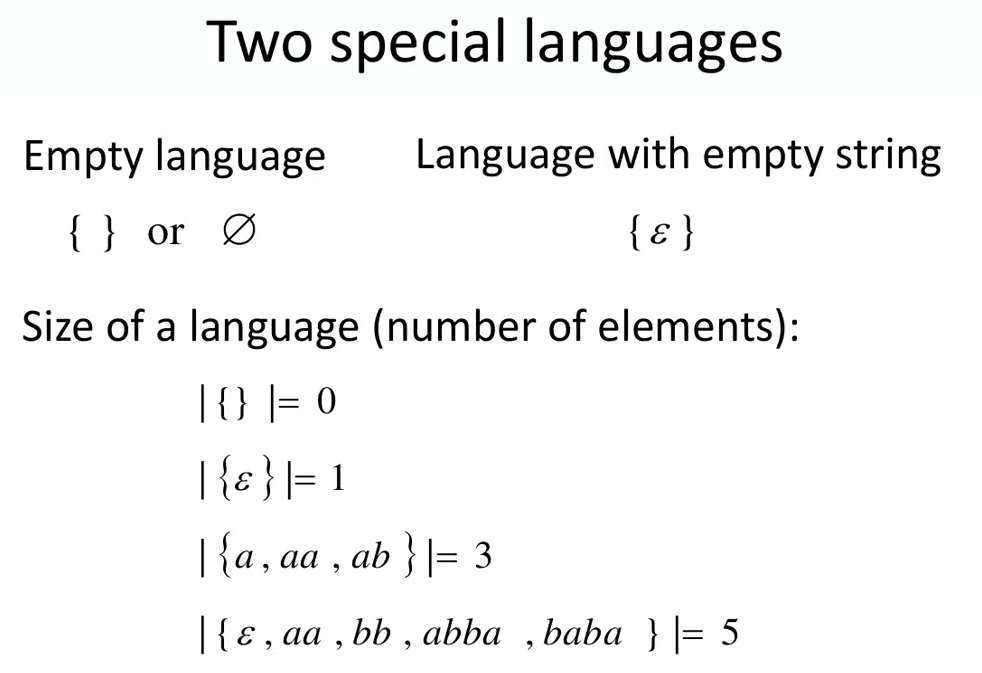 Two special languages
Empty language Language with empty string
{ } or ∅ { ε }
Size of a language (number of elements):
| { } |= 0
| { ε } |= 1
| { a , aa , ab } |= 3
| { ε , aa , bb , abba , baba } |= 5